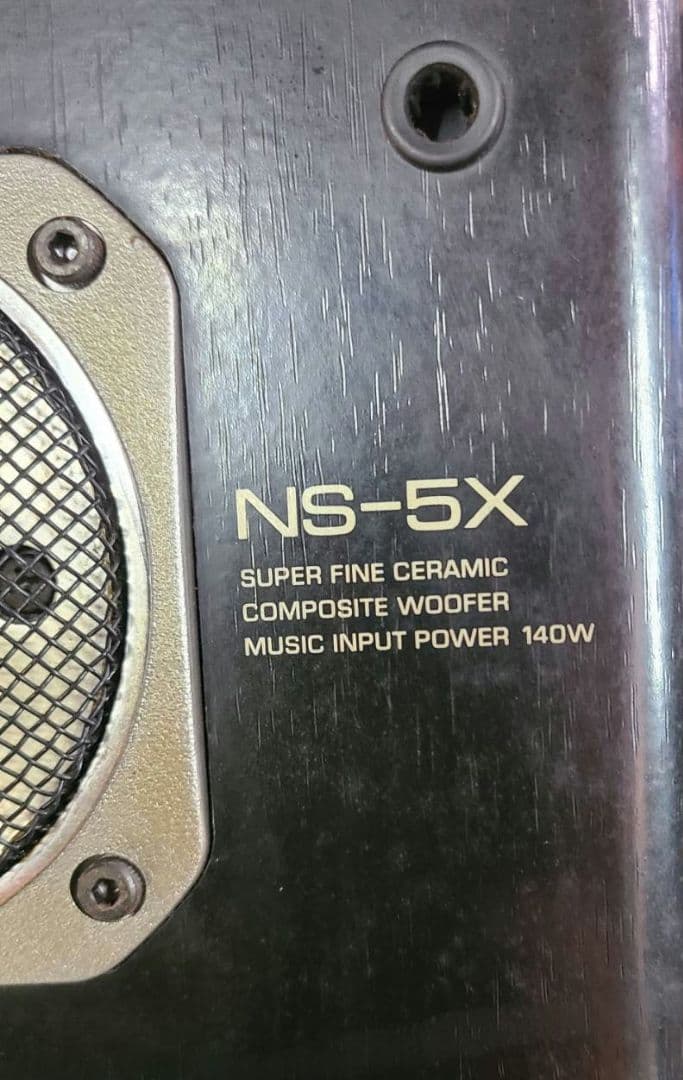 NS-5X
SUPER FINE CERAMIC
COMPOSITE WOOFER
MUSIC INPUT POWER 140W